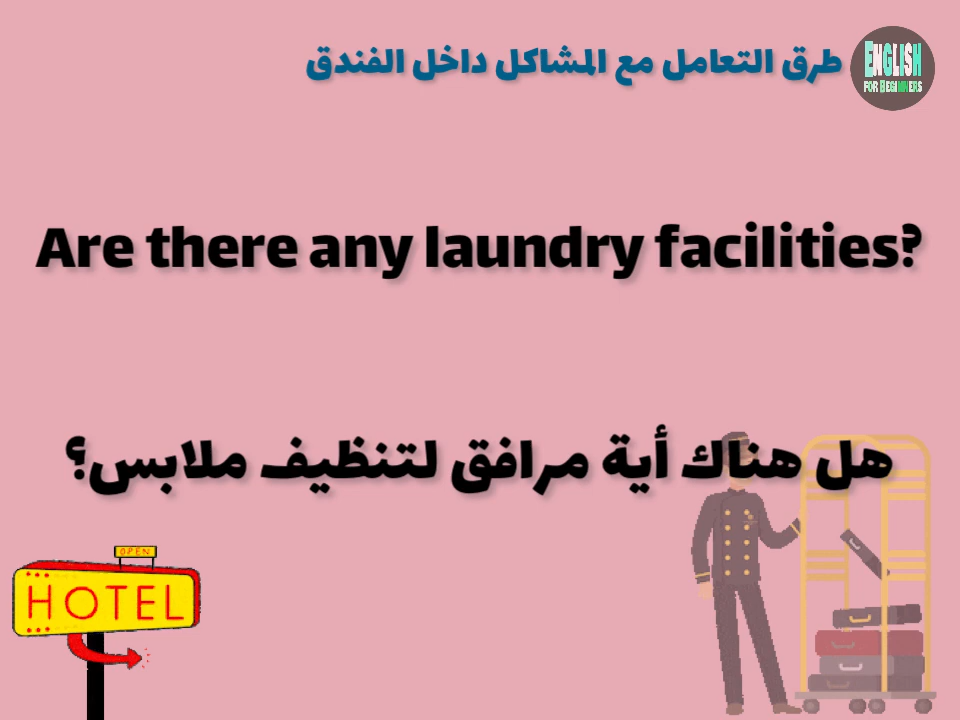 طرق التعامل مع المشاكل داخل الفندق
ENGLISH
FOR BEGINNERS
Are there any laundry facilities?
هل هناك أية مرافق لتنظيف ملابس؟
OPEN
HOTEL